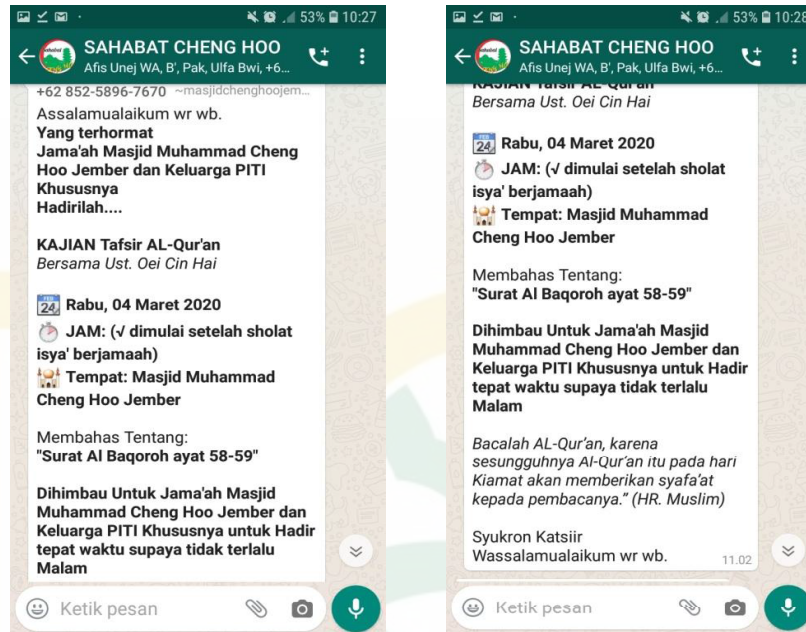 53% 10:27
SAHABAT CHENG HOO
Afis Unej WA, B', Pak, Ulfa Bwi, +6...
+62 852-5896-7670 ~masjidchenghoojem...
Assalamualaikum wr wb.
Yang terhormat
Jama'ah Masjid Muhammad Cheng
Hoo Jember dan Keluarga PITI
Khususnya
Hadirilah....
KAJIAN Tafsir AL-Qur'an
Bersama Ust. Oei Cin Hai
FEB
24 Rabu, 04 Maret 2020
JAM: (√ dimulai setelah sholat
isya' berjamaah)
Tempat: Masjid Muhammad
Cheng Hoo Jember
Membahas Tentang:
"Surat Al Baqoroh ayat 58-59"
Dihimbau Untuk Jama'ah Masjid
Muhammad Cheng Hoo Jember dan
Keluarga PITI Khususnya untuk Hadir
tepat waktu supaya tidak terlalu
Malam
Ketik pesan
53% 10:28
SAHABAT CHENG HOO
Afis Unej WA, B', Pak, Ulfa Bwi, +6...
KAJIAN Tafsir AL-Qur'an
Bersama Ust. Oei Cin Hai
FEB
24 Rabu, 04 Maret 2020
JAM: (√ dimulai setelah sholat
isya' berjamaah)
Tempat: Masjid Muhammad
Cheng Hoo Jember
Membahas Tentang:
"Surat Al Baqoroh ayat 58-59"
Dihimbau Untuk Jama'ah Masjid
Muhammad Cheng Hoo Jember dan
Keluarga PITI Khususnya untuk Hadir
tepat waktu supaya tidak terlalu
Malam
Bacalah AL-Qur'an, karena
sesungguhnya Al-Qur'an itu pada hari
Kiamat akan memberikan syafa'at
kepada pembacanya." (HR. Muslim)
Syukron Katsiir
Wassalamualaikum wr wb. 11.02
Ketik pesan